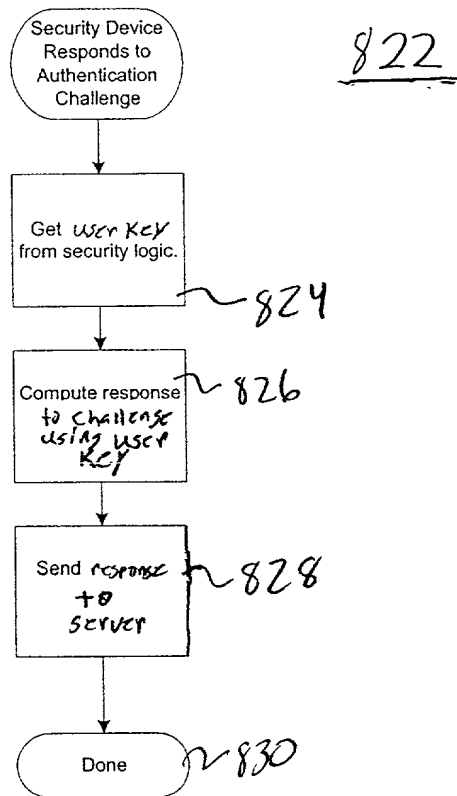 Security Device
Responds to
Authentication
Challenge
822
Get user key
from security logic.
824
Compute response
to challenge
using user
key
826
Send response
to
server
828
Done
830